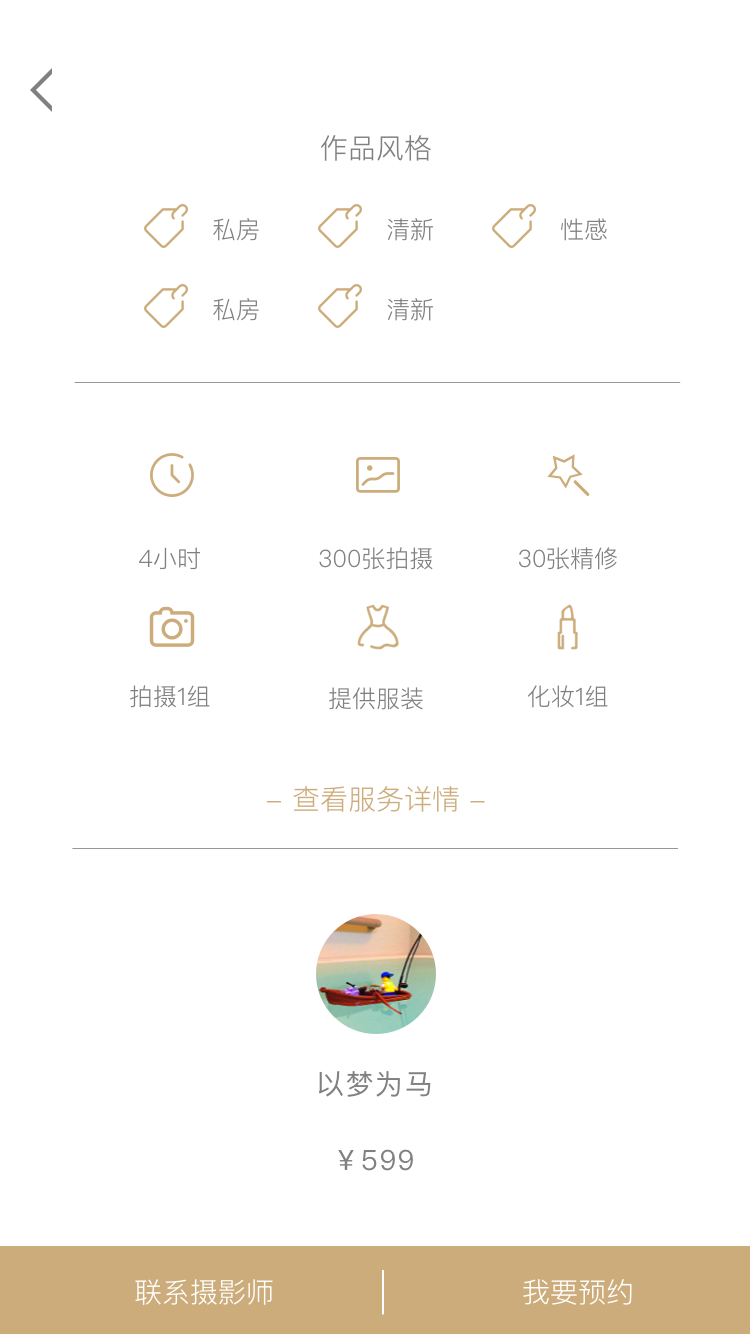 作品风格
私房 清新 性感
私房 清新
4小时 300张拍摄 30张精修
拍摄1组 提供服装 化妆1组
– 查看服务详情 –
以梦为马
¥ 599
联系摄影师 我要预约